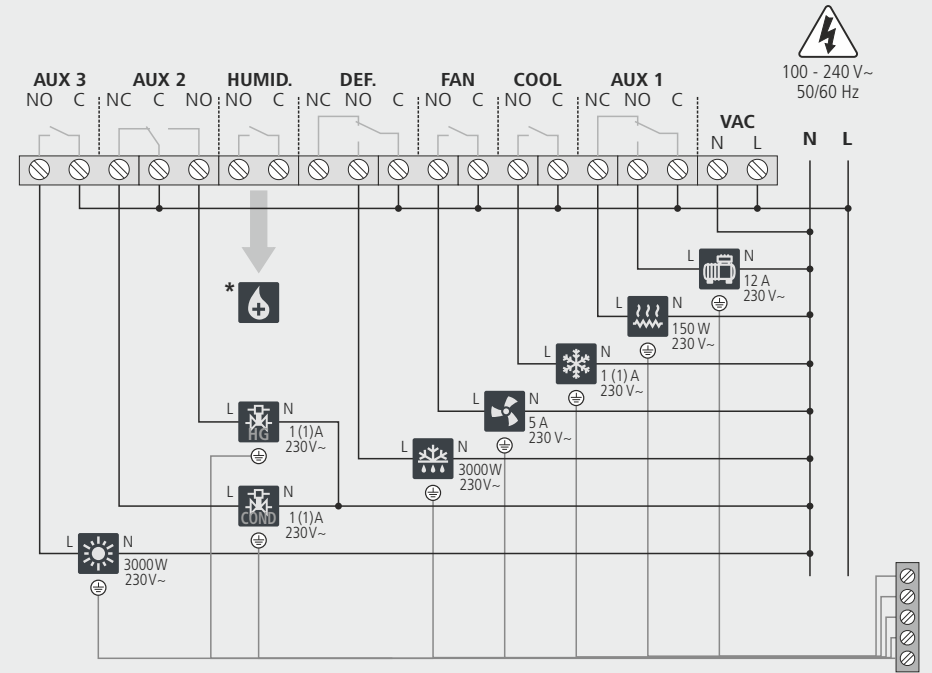 100 - 240 V~
50/60 Hz
AUX 3 AUX 2 HUMID. DEF. FAN COOL AUX 1
NO C NC C NO NO C NC NO C NO C NO C NC NO C
VAC
N L
N L
L N
12 A
230 V~
L N
150 W
230 V~
*
L N
1 (1) A
230 V~
L N
5 A
230 V~
L N
HG
1 (1) A
230V~
L N
3000W
230V~
L N
COND
1 (1) A
230V~
L N
3000W
230V~